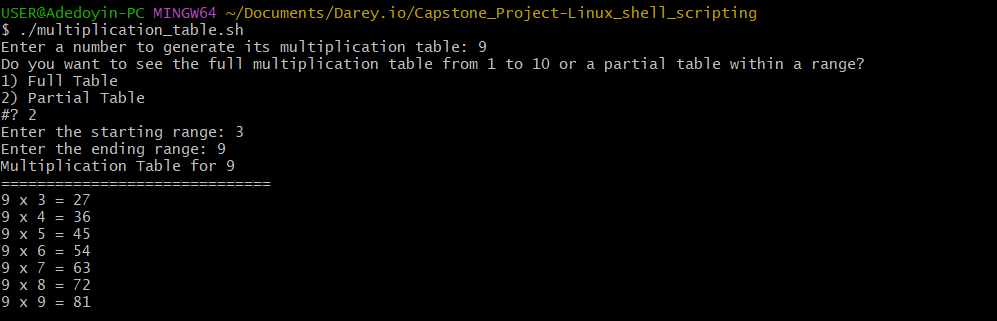 USER@Adedoyin-PC MINGW64 ~/Documents/Darey.io/Capstone_Project-Linux_shell_scripting
$ ./multiplication_table.sh
Enter a number to generate its multiplication table: 9
Do you want to see the full multiplication table from 1 to 10 or a partial table within a range?
1) Full Table
2) Partial Table
#? 2
Enter the starting range: 3
Enter the ending range: 9
Multiplication Table for 9
==============================
9 x 3 = 27
9 x 4 = 36
9 x 5 = 45
9 x 6 = 54
9 x 7 = 63
9 x 8 = 72
9 x 9 = 81